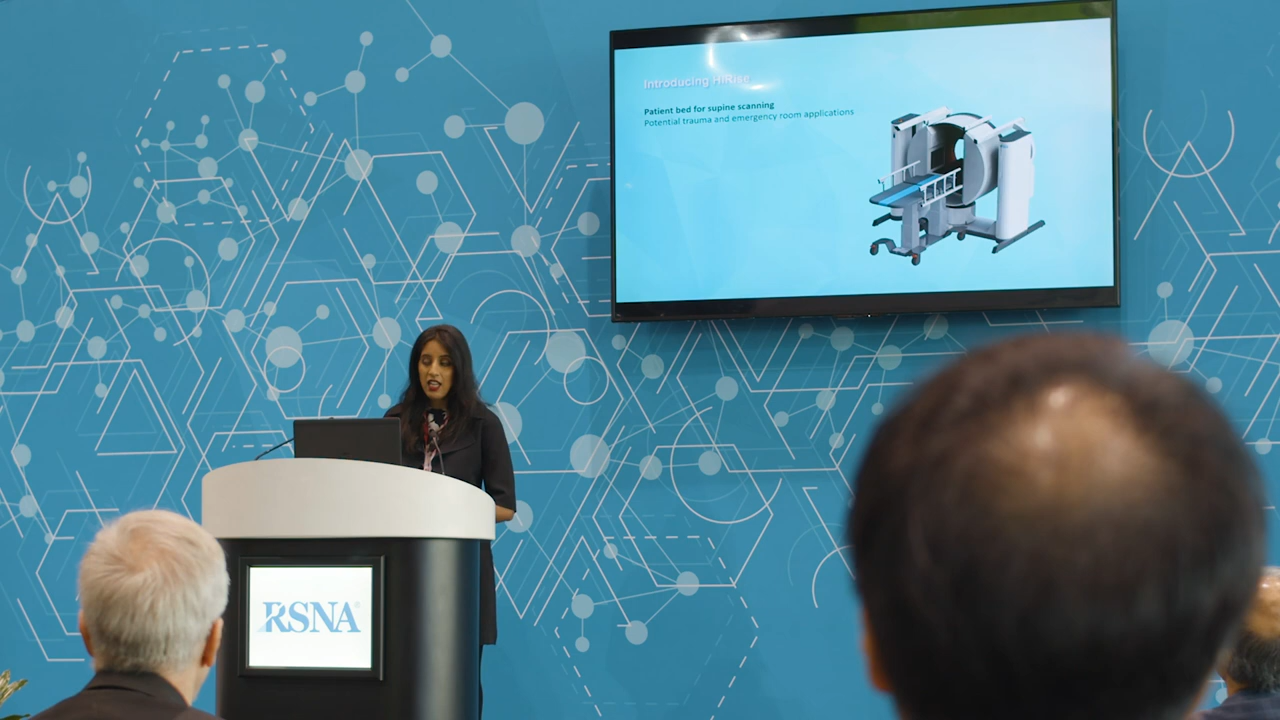 Introducing HiRise
Patient bed for supine scanning
Potential trauma and emergency room applications
RSNA®